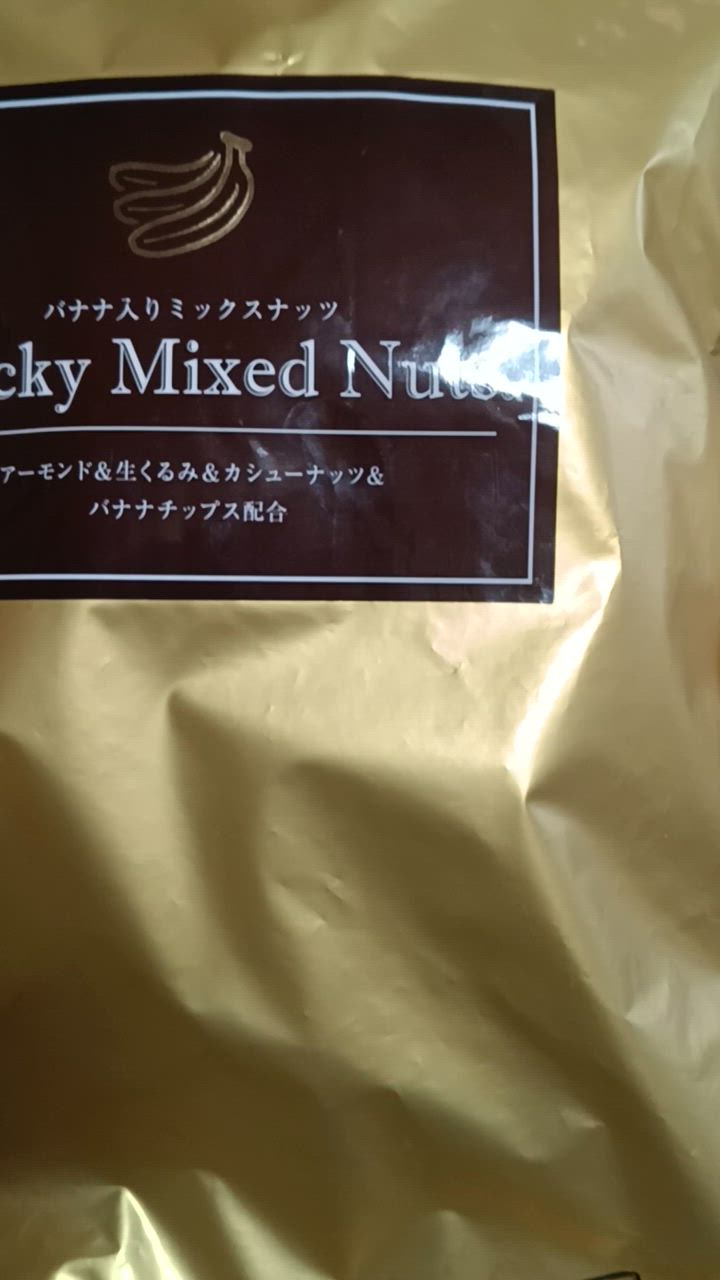 バナナ入りミックスナッツ
cky Mixed Nuts
アーモンド&生くるみ&カシューナッツ&
バナナチップス配合